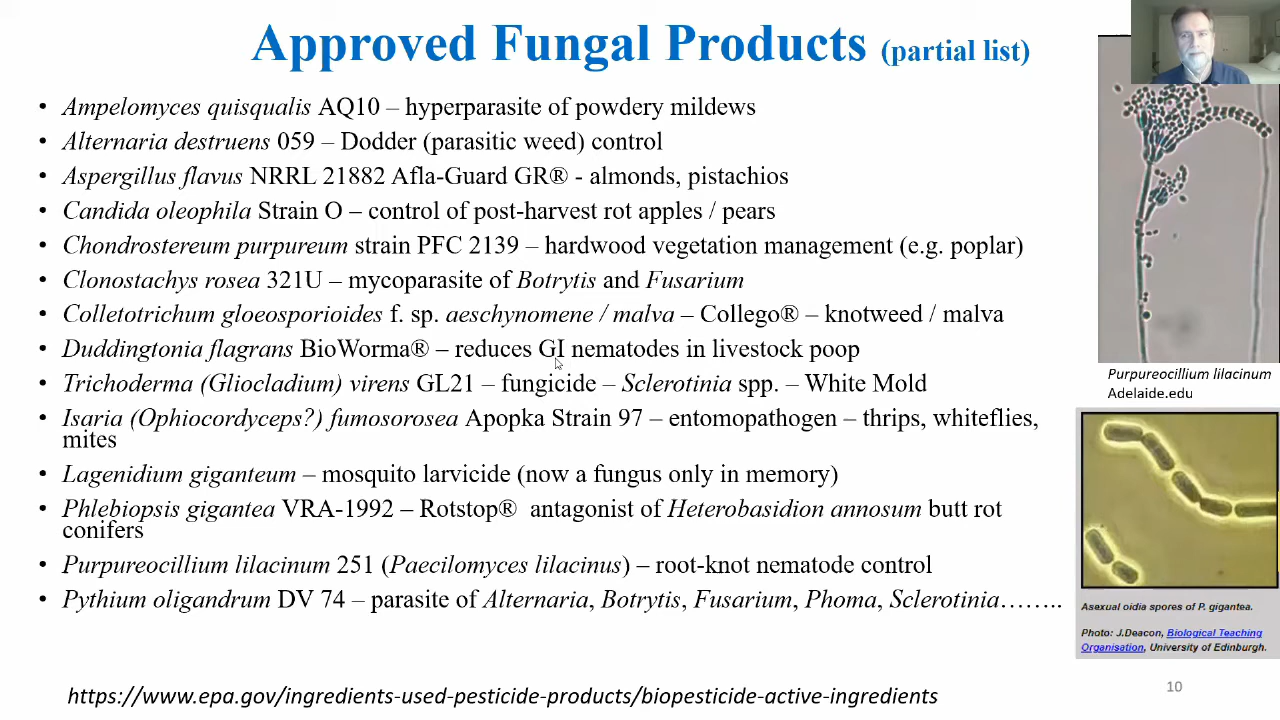 Approved Fungal Products (partial list)
• Ampelomyces quisqualis AQ10 – hyperparasite of powdery mildews
• Alternaria destruens 059 – Dodder (parasitic weed) control
• Aspergillus flavus NRRL 21882 Afla-Guard GR® - almonds, pistachios
• Candida oleophila Strain O – control of post-harvest rot apples / pears
• Chondrostereum purpureum strain PFC 2139 – hardwood vegetation management (e.g. poplar)
• Clonostachys rosea 321U – mycoparasite of Botrytis and Fusarium
• Colletotrichum gloeosporioides f. sp. aeschynomene / malva – Collego® – knotweed / malva
• Duddingtonia flagrans BioWorma® – reduces GI nematodes in livestock poop
• Trichoderma (Gliocladium) virens GL21 – fungicide – Sclerotinia spp. – White Mold
• Isaria (Ophiocordyceps?) fumosorosea Apopka Strain 97 – entomopathogen – thrips, whiteflies,
mites
• Lagenidium giganteum – mosquito larvicide (now a fungus only in memory)
• Phlebiopsis gigantea VRA-1992 – Rotstop® antagonist of Heterobasidion annosum butt rot
conifers
• Purpureocillium lilacinum 251 (Paecilomyces lilacinus) – root-knot nematode control
• Pythium oligandrum DV 74 – parasite of Alternaria, Botrytis, Fusarium, Phoma, Sclerotinia……..
https://www.epa.gov/ingredients-used-pesticide-products/biopesticide-active-ingredients
Purpureocillium lilacinum
Adelaide.edu
Asexual oidia spores of P. gigantea.
Photo: J.Deacon, Biological Teaching
Organisation, University of Edinburgh.
10